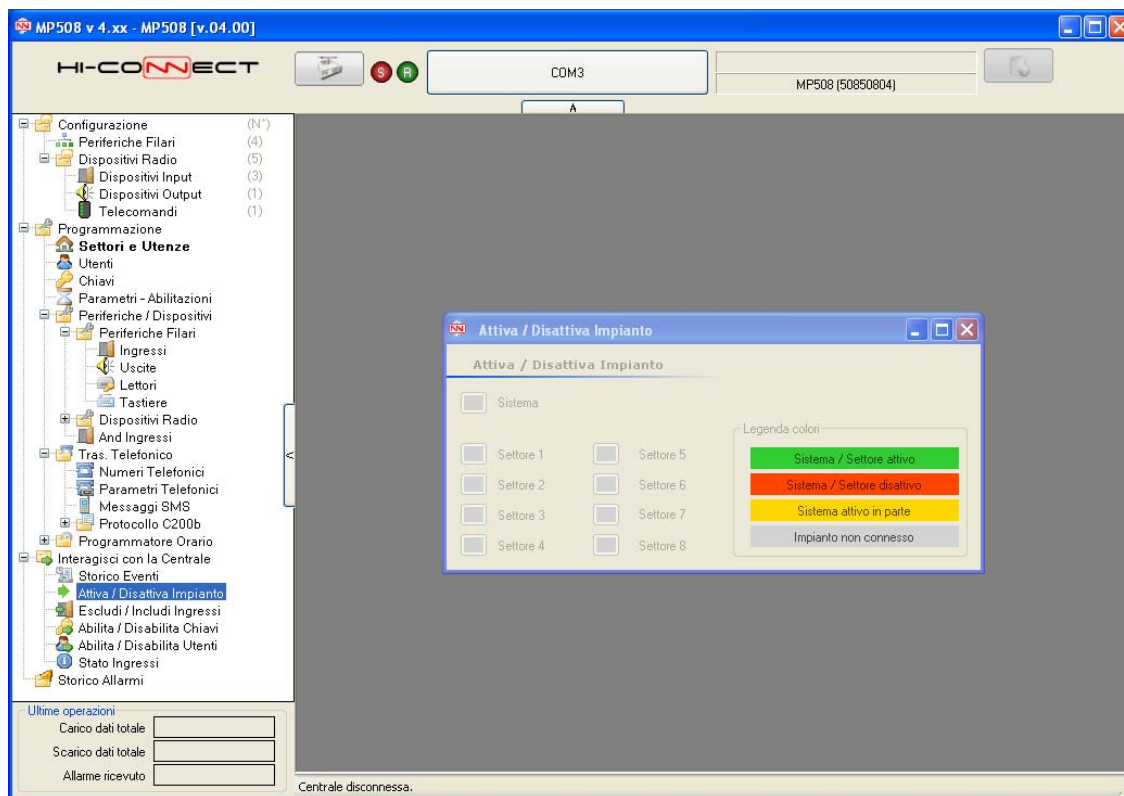 MP508 v 4.xx - MP508 [v.04.00]
HI-CONNECT
S R
COM3
MP508 (50850804)
A
Configurazione (N°)
Periferiche Filari (4)
Dispositivi Radio (5)
Dispositivi Input (3)
Dispositivi Output (1)
Telecomandi (1)
Programmazione
Settori e Utenze
Utenti
Chiavi
Parametri - Abilitazioni
Periferiche / Dispositivi
Periferiche Filari
Ingressi
Uscite
Lettori
Tastiere
Dispositivi Radio
And Ingressi
Tras. Telefonico
Numeri Telefonici
Parametri Telefonici
Messaggi SMS
Protocollo C200b
Programmatore Orario
Interagisci con la Centrale
Storico Eventi
Attiva / Disattiva Impianto
Escludi / Includi Ingressi
Abilita / Disabilita Chiavi
Abilita / Disabilita Utenti
Stato Ingressi
Storico Allarmi
Ultime operazioni
Carico dati totale
Scarico dati totale
Allarme ricevuto
<
Attiva / Disattiva Impianto
Attiva / Disattiva Impianto
Sistema
Settore 1 Settore 5
Settore 2 Settore 6
Settore 3 Settore 7
Settore 4 Settore 8
Legenda colori
Sistema / Settore attivo
Sistema / Settore disattivo
Sistema attivo in parte
Impianto non connesso
Centrale disconnessa.